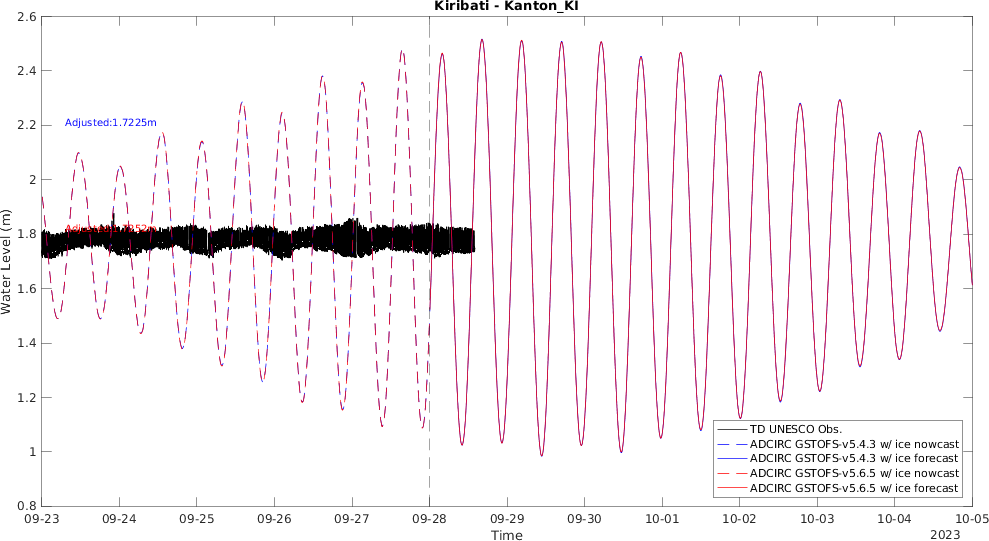 Kiribati - Kanton_KI
2.6
2.4
2.2
2
1.8
1.6
1.4
1.2
1
0.8
Water Level (m)
Adjusted:1.7225m
TD UNESCO Obs.
ADCIRC GSTOFS-v5.4.3 w/ ice nowcast
ADCIRC GSTOFS-v5.4.3 w/ ice forecast
ADCIRC GSTOFS-v5.6.5 w/ ice nowcast
ADCIRC GSTOFS-v5.6.5 w/ ice forecast
09-23 09-24 09-25 09-26 09-27 09-28 09-29 09-30 10-01 10-02 10-03 10-04 10-05
Time
2023